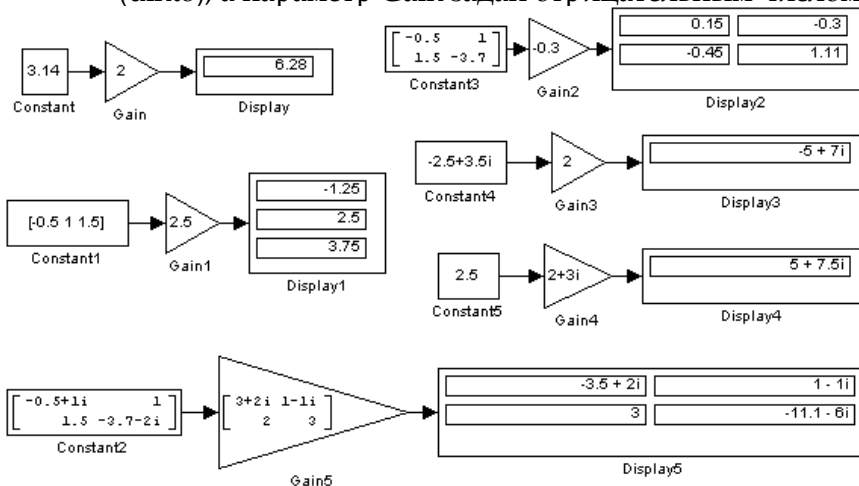 3.14
2
6.28
Constant
Gain
Display
-0.5 1
1.5 -3.7
-0.3
0.15 -0.3
-0.45 1.11
Constant3
Gain2
Display2
-2.5+3.5i
2
-5 + 7i
Constant4
Gain3
Display3
[-0.5 1 1.5]
2.5
-1.25
2.5
3.75
Constant1
Gain1
Display1
2.5
2+3i
5 + 7.5i
Constant5
Gain4
Display4
-0.5+1i 1
1.5 -3.7-2i
3+2i 1-1i
2 3
-3.5 + 2i 1 - 1i
3 -11.1 - 6i
Constant2
Gain5
Display5